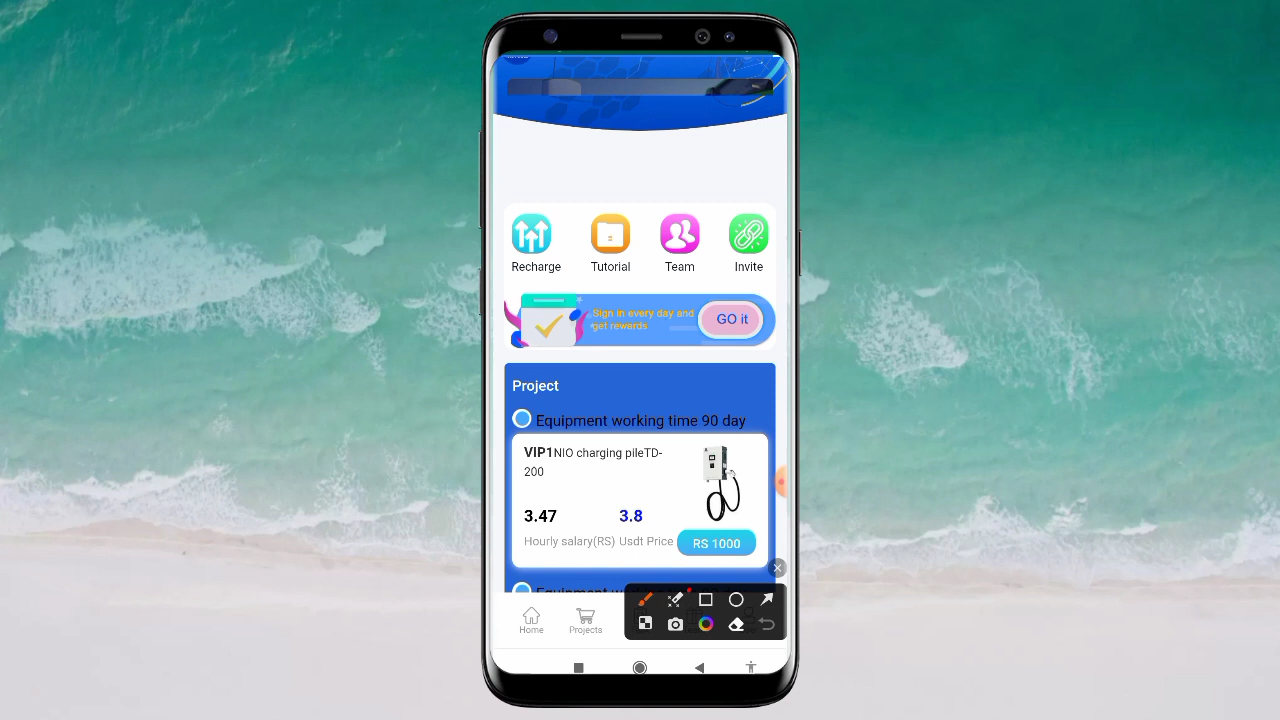 Recharge Tutorial Team Invite
Sign in every day and
get rewards
GO it
Project
Equipment working time 90 day
VIP1NIO charging pileTD-
200
3.47 3.8
Hourly salary(RS) Usdt Price RS 1000
Home Projects